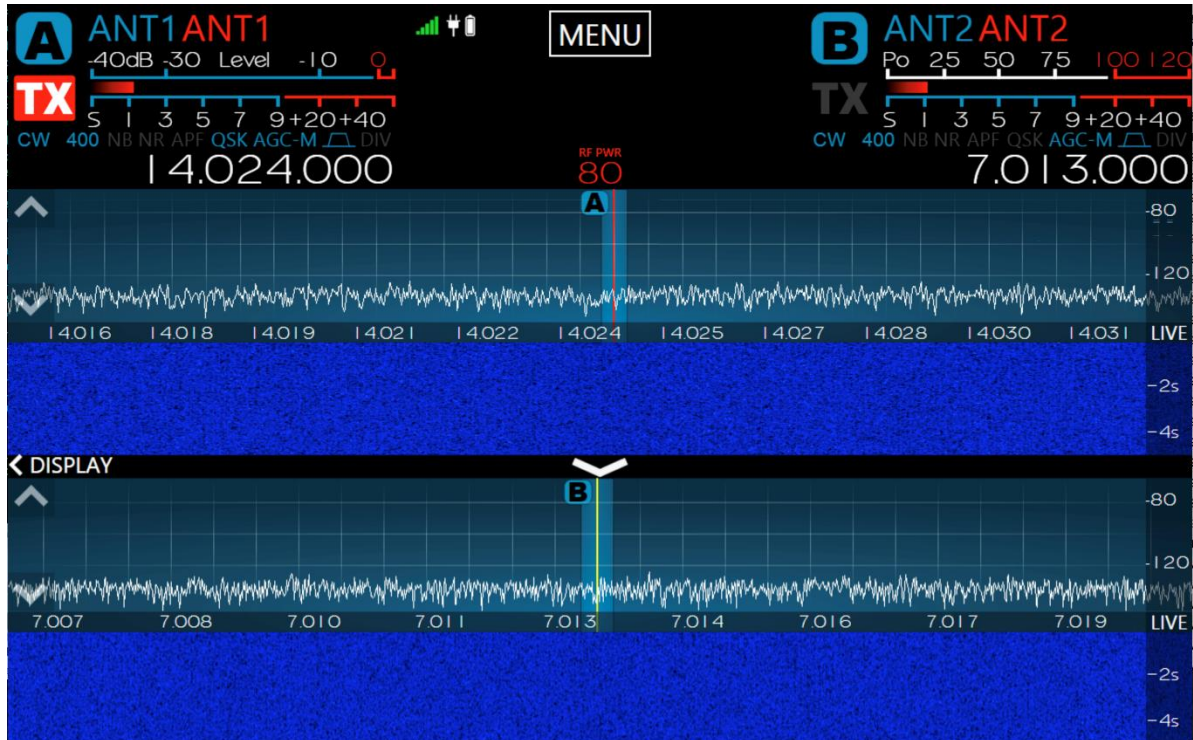 A ANT1 ANT1 MENU B ANT2 ANT2
-40dB -30 Level -10 0 Po 25 50 75 100 120
TX TX
S 1 3 5 7 9 +20 +40 S 1 3 5 7 9 +20 +40
CW 400 NB NR APF QSK AGC-M DIV CW 400 NB NR APF QSK AGC-M DIV
RF PWR
14.024.000 80 7.013.000
A -80
-120
14.016 14.018 14.019 14.021 14.022 14.024 14.025 14.027 14.028 14.030 14.031 LIVE
-2s
-4s
DISPLAY
B -80
-120
7.007 7.008 7.010 7.011 7.013 7.014 7.016 7.017 7.019 LIVE
-2s
-4s